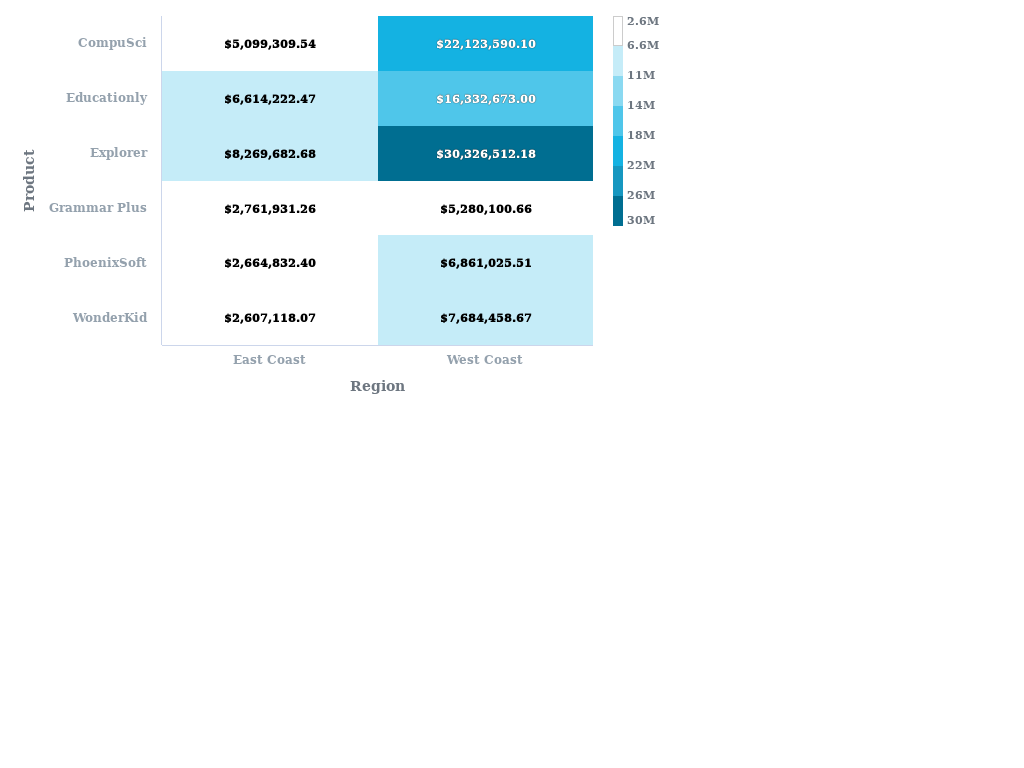 Product
CompuSci $5,099,309.54 $22,123,590.10
Educationly $6,614,222.47 $16,332,673.00
Explorer $8,269,682.68 $30,326,512.18
Grammar Plus $2,761,931.26 $5,280,100.66
PhoenixSoft $2,664,832.40 $6,861,025.51
WonderKid $2,607,118.07 $7,684,458.67
East Coast West Coast
Region
2.6M
6.6M
11M
14M
18M
22M
26M
30M